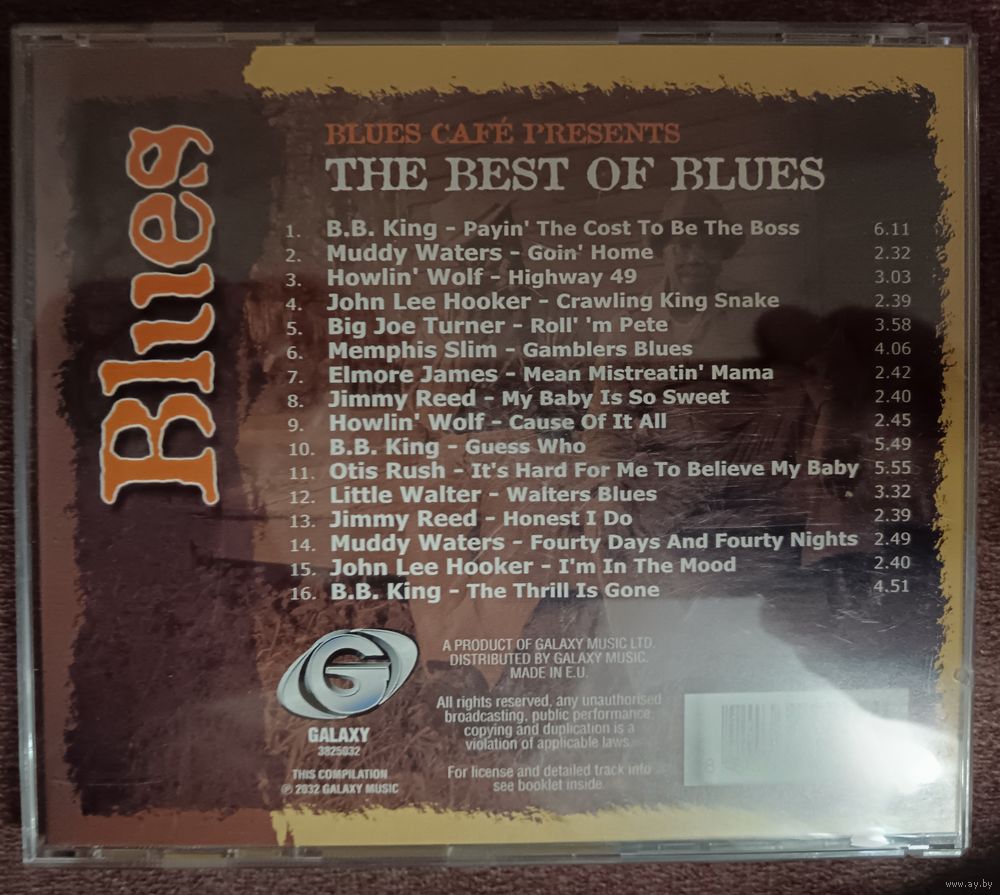 Blues
BLUES CAFÉ PRESENTS
THE BEST OF BLUES
1. B.B. King - Payin' The Cost To Be The Boss 6.11
2. Muddy Waters - Goin' Home 2.32
3. Howlin' Wolf - Highway 49 3.03
4. John Lee Hooker - Crawling King Snake 2.39
5. Big Joe Turner - Roll' 'm Pete 3.58
6. Memphis Slim - Gamblers Blues 4.06
7. Elmore James - Mean Mistreatin' Mama 2.42
8. Jimmy Reed - My Baby Is So Sweet 2.40
9. Howlin' Wolf - Cause Of It All 2.45
10. B.B. King - Guess Who 5.49
11. Otis Rush - It's Hard For Me To Believe My Baby 5.55
12. Little Walter - Walters Blues 3.32
13. Jimmy Reed - Honest I Do 2.39
14. Muddy Waters - Fourty Days And Fourty Nights 2.49
15. John Lee Hooker - I'm In The Mood 2.40
16. B.B. King - The Thrill Is Gone 4.51
G
GALAXY
3825032
THIS COMPILATION
℗ 2032 GALAXY MUSIC
A PRODUCT OF GALAXY MUSIC LTD.
DISTRIBUTED BY GALAXY MUSIC.
MADE IN E.U.
All rights reserved, any unauthorised
broadcasting, public performance
copying and duplication is a
violation of applicable laws.
For license and detailed track info
see booklet inside.
www.ay.by